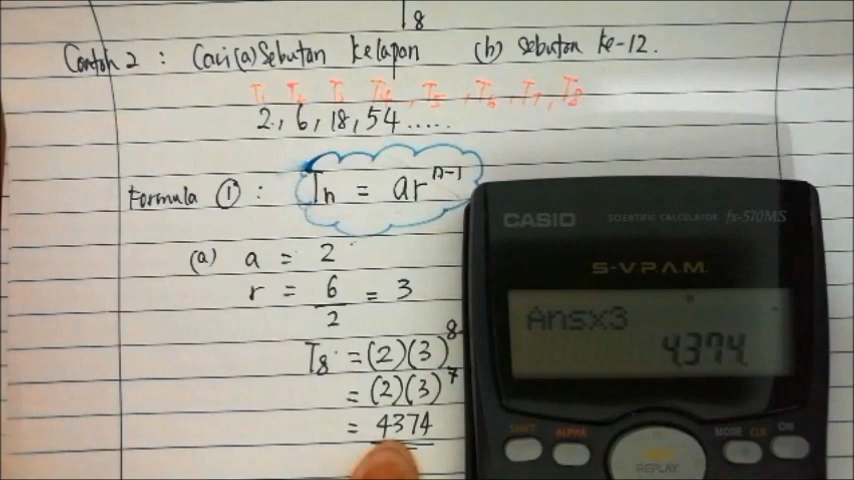 8
Contoh 2 : Cari (a) Sebutan kelapan (b) sebutan ke-12.
T1 T2 T3 T4, T5, T6, T7, T8
2, 6, 18, 54 .....
Formula ① : Tn = ar^n-1
(a) a = 2
r = 6/2 = 3
T8 = (2)(3)^8
= (2)(3)^7
= 4374
CASIO SCIENTIFIC CALCULATOR fx-570MS
S-V.P.A.M.
Ans×3
4374.
SHIFT ALPHA MODE CLR ON
REPLAY